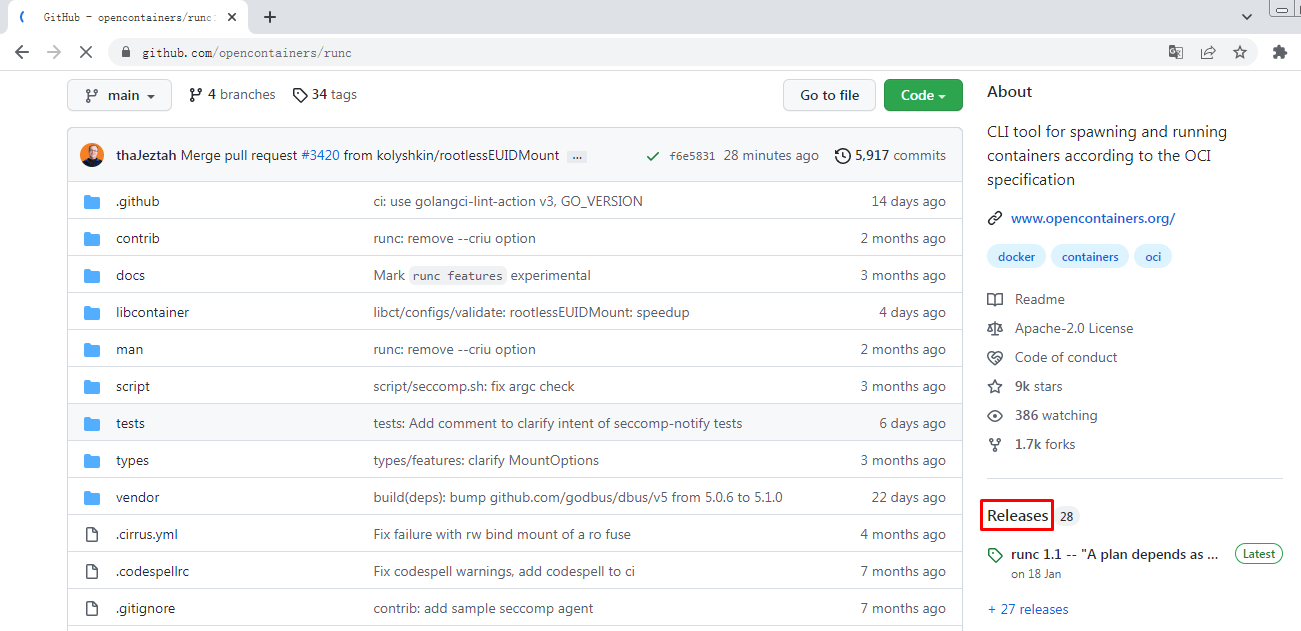 GitHub - opencontainers/runc:
github.com/opencontainers/runc
main
4 branches
34 tags
Go to file
Code
thaJeztah Merge pull request #3420 from kolyshkin/rootlessEUIDMount ...
f6e5831 28 minutes ago
5,917 commits
.github
ci: use golangci-lint-action v3, GO_VERSION
14 days ago
contrib
runc: remove --criu option
2 months ago
docs
Mark runc features experimental
3 months ago
libcontainer
libct/configs/validate: rootlessEUIDMount: speedup
4 days ago
man
runc: remove --criu option
2 months ago
script
script/seccomp.sh: fix argc check
3 months ago
tests
tests: Add comment to clarify intent of seccomp-notify tests
6 days ago
types
types/features: clarify MountOptions
3 months ago
vendor
build(deps): bump github.com/godbus/dbus/v5 from 5.0.6 to 5.1.0
22 days ago
.cirrus.yml
Fix failure with rw bind mount of a ro fuse
4 months ago
.codespellrc
Fix codespell warnings, add codespell to ci
7 months ago
.gitignore
contrib: add sample seccomp agent
7 months ago
About
CLI tool for spawning and running
containers according to the OCI
specification
www.opencontainers.org/
docker
containers
oci
Readme
Apache-2.0 License
Code of conduct
9k stars
386 watching
1.7k forks
Releases 28
runc 1.1 -- "A plan depends as ...
Latest
on 18 Jan
+ 27 releases